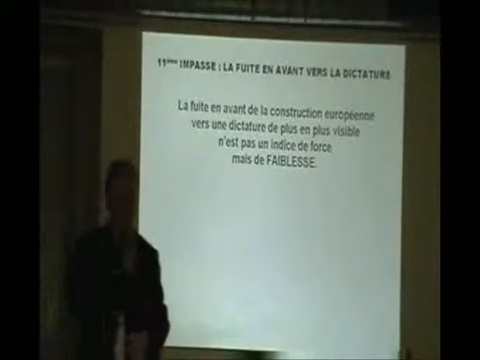 11ème IMPASSE : LA FUITE EN AVANT VERS LA DICTATURE
La fuite en avant de la construction européenne
vers une dictature de plus en plus visible
n'est pas un indice de force
mais de FAIBLESSE.